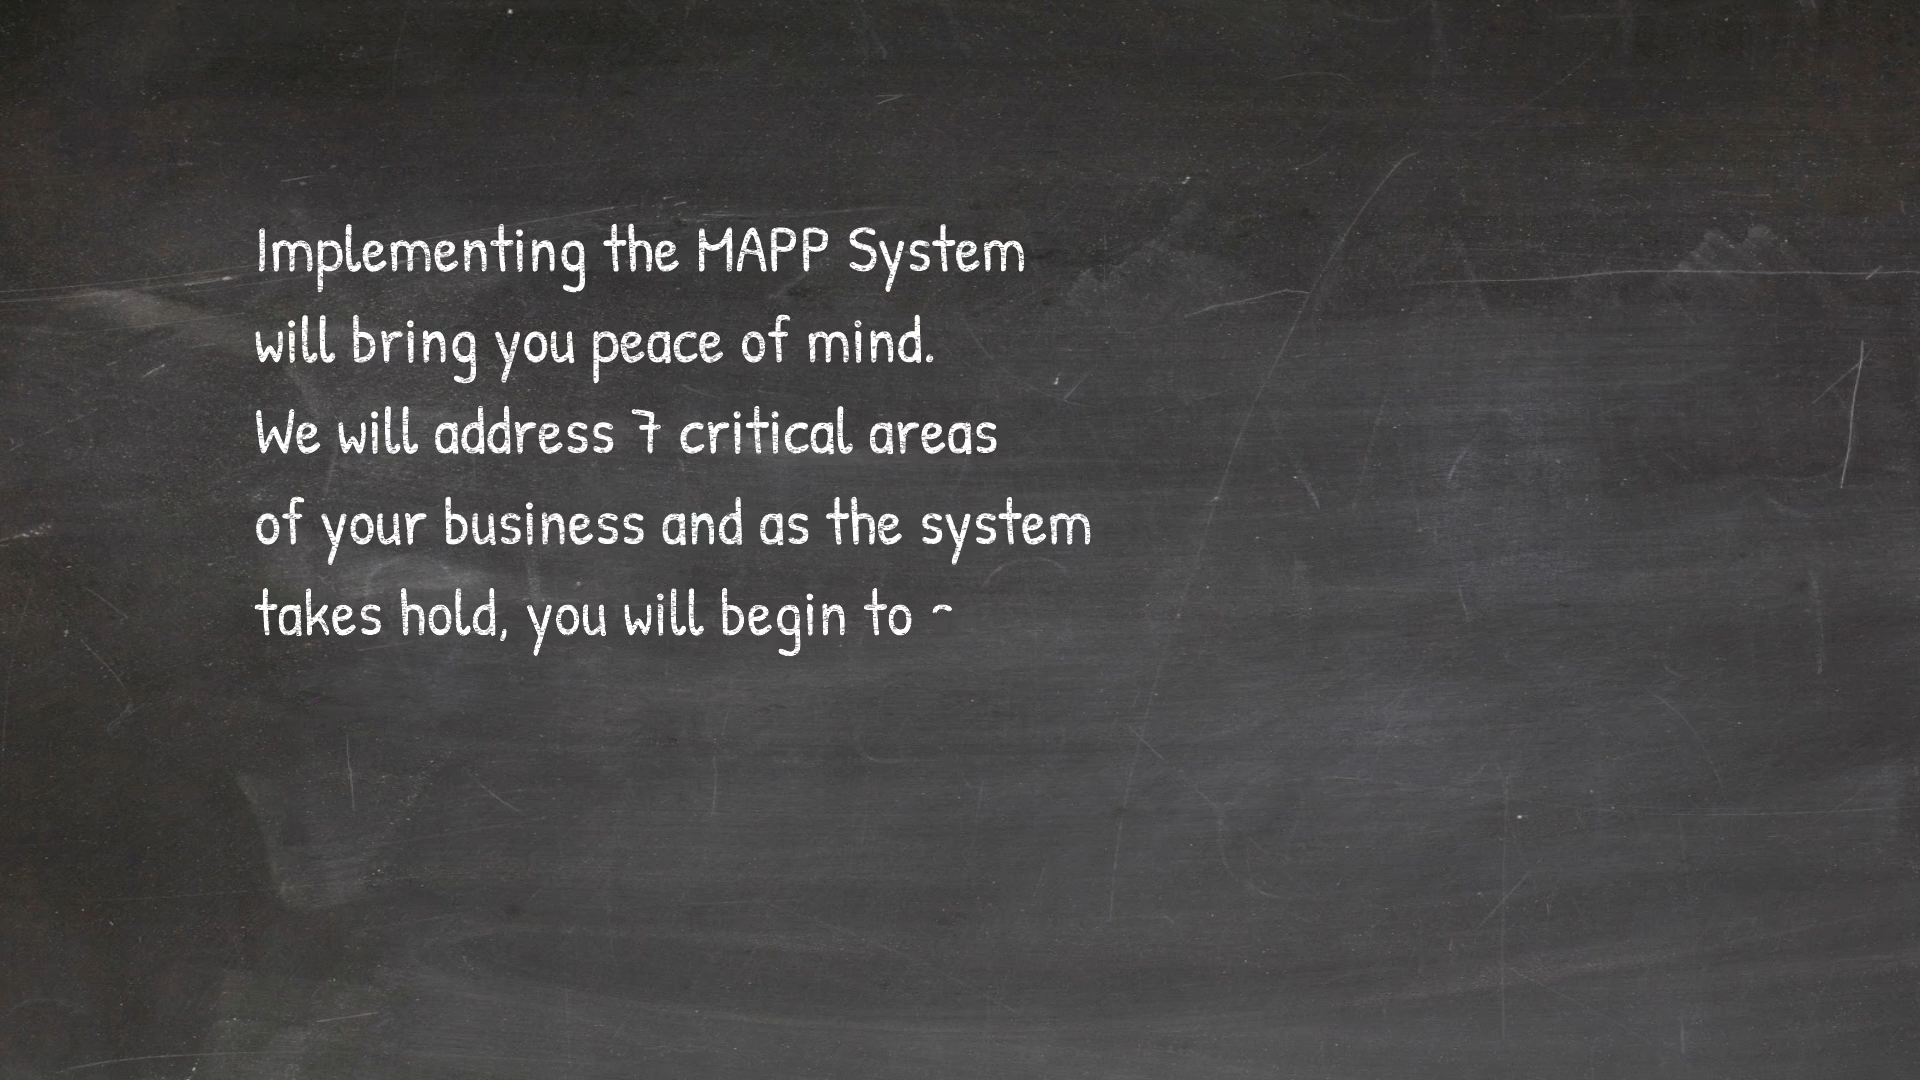 Implementing the MAPP System
will bring you peace of mind.
We will address 7 critical areas
of your business and as the system
takes hold, you will begin to ~